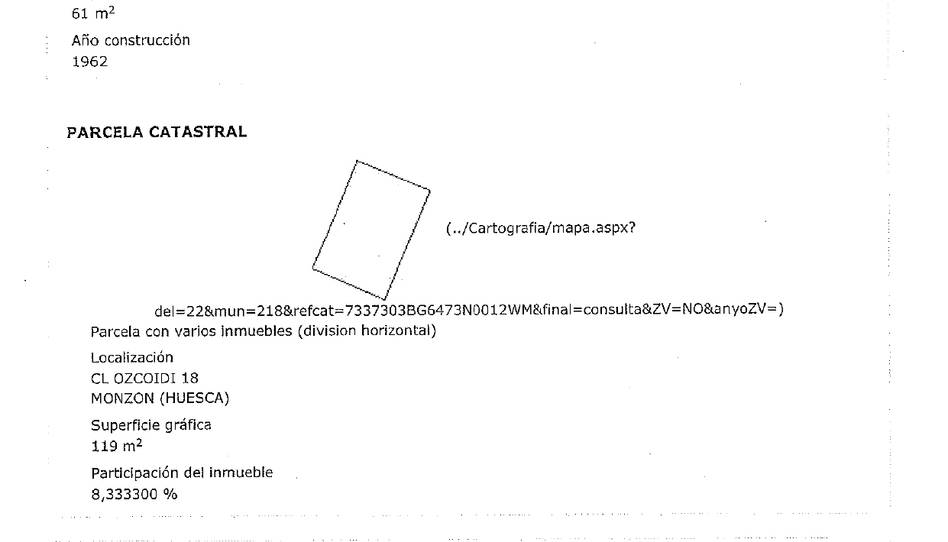 61 m²
Año construcción
1962
PARCELA CATASTRAL
(../Cartografia/mapa.aspx?
del=22&mun=218&refcat=7337303BG6473N0012WM&final=consulta&ZV=NO&anyoZV=)
Parcela con varios inmuebles (division horizontal)
Localización
CL OZCOIDI 18
MONZON (HUESCA)
Superficie gráfica
119 m²
Participación del inmueble
8,333300 %